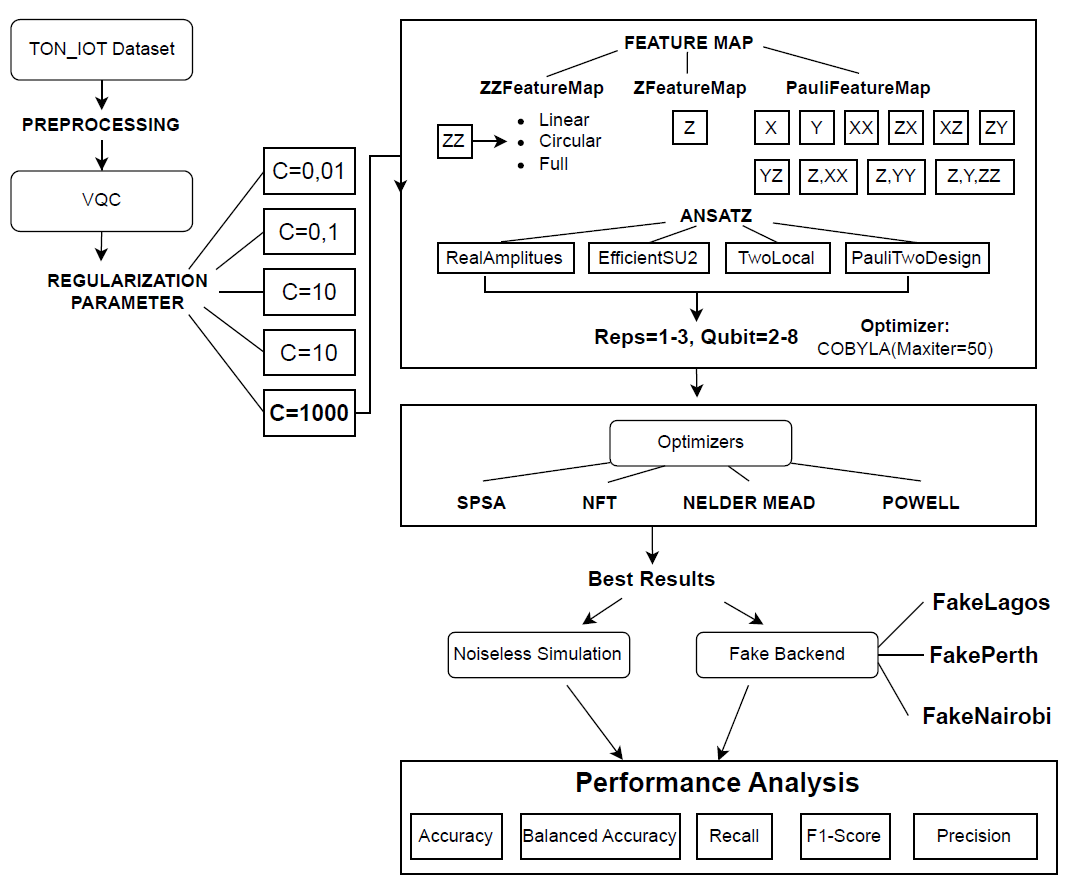 TON_IOT Dataset
PREPROCESSING
VQC
REGULARIZATION
PARAMETER
C=0,01
C=0,1
C=10
C=10
C=1000
FEATURE MAP
ZZFeatureMap
ZFeatureMap
PauliFeatureMap
ZZ
Linear
Circular
Full
Z
X Y XX ZX XZ ZY
YZ Z,XX Z,YY Z,Y,ZZ
ANSATZ
RealAmplitues EfficientSU2 TwoLocal PauliTwoDesign
Reps=1-3, Qubit=2-8
Optimizer:
COBYLA(Maxiter=50)
Optimizers
SPSA NFT NELDER MEAD POWELL
Best Results
Noiseless Simulation
Fake Backend
FakeLagos
FakePerth
FakeNairobi
Performance Analysis
Accuracy Balanced Accuracy Recall F1-Score Precision